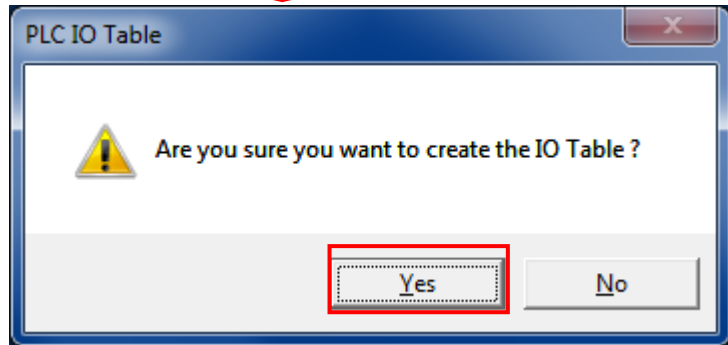 PLC IO Table
Are you sure you want to create the IO Table ?
Yes
No